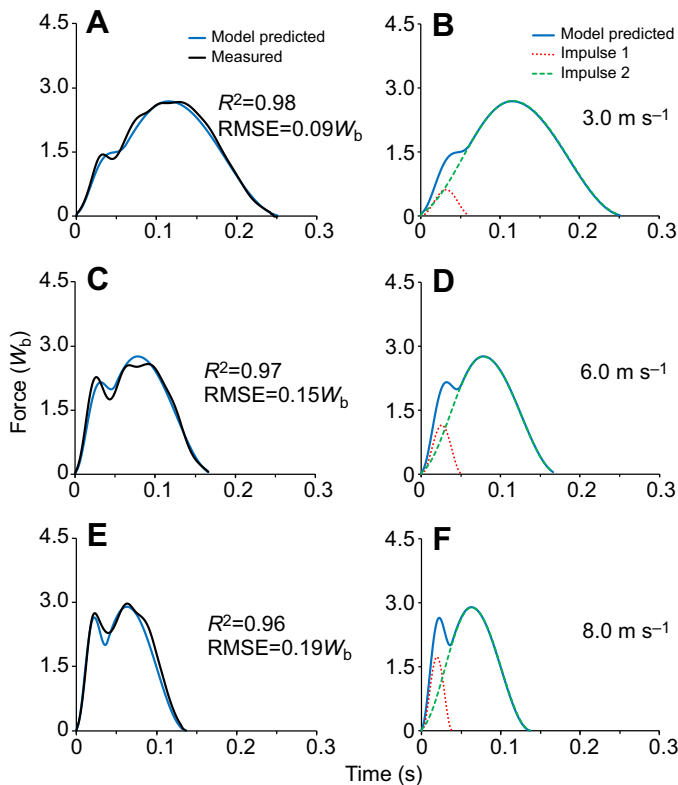 A
Model predicted
Measured
R²=0.98
RMSE=0.09Wb
4.5
3.0
1.5
0
0
0.1
0.2
0.3
B
Model predicted
Impulse 1
Impulse 2
3.0 m s⁻¹
4.5
3.0
1.5
0
0
0.1
0.2
0.3
C
R²=0.97
RMSE=0.15Wb
4.5
3.0
1.5
0
0
0.1
0.2
0.3
D
6.0 m s⁻¹
4.5
3.0
1.5
0
0
0.1
0.2
0.3
Force (Wb)
E
R²=0.96
RMSE=0.19Wb
4.5
3.0
1.5
0
0
0.1
0.2
0.3
F
8.0 m s⁻¹
4.5
3.0
1.5
0
0
0.1
0.2
0.3
Time (s)